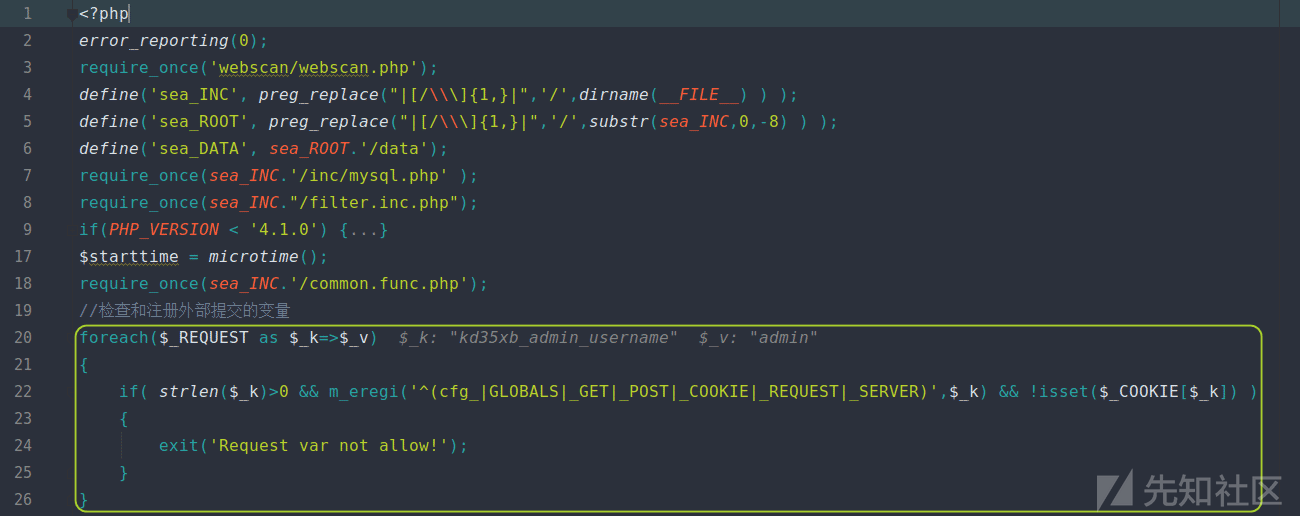 1 <?php
2 error_reporting(0);
3 require_once('webscan/webscan.php');
4 define('sea_INC', preg_replace("|[/\\\]{1,}|",'/',dirname(__FILE__) ) );
5 define('sea_ROOT', preg_replace("|[/\\\]{1,}|",'/',substr(sea_INC,0,-8) ) );
6 define('sea_DATA', sea_ROOT.'/data');
7 require_once(sea_INC.'/inc/mysql.php' );
8 require_once(sea_INC."/filter.inc.php");
9 if(PHP_VERSION < '4.1.0') {...}
17 $starttime = microtime();
18 require_once(sea_INC.'/common.func.php');
19 //检查和注册外部提交的变量
20 foreach($_REQUEST as $_k=>$_v) $_k: "kd35xb_admin_username" $_v: "admin"
21 {
22 if( strlen($_k)>0 && m_eregi('^(cfg_|GLOBALS|_GET|_POST|_COOKIE|_REQUEST|_SERVER)',$_k) && !isset($_COOKIE[$_k]) )
23 {
24 exit('Request var not allow!');
25 }
26 }
先知社区